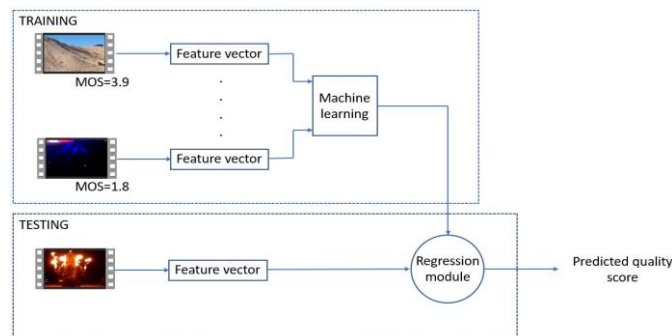 TRAINING
Feature vector
MOS=3.9
Machine
learning
Feature vector
MOS=1.8
TESTING
Feature vector
Regression
module
Predicted quality
score